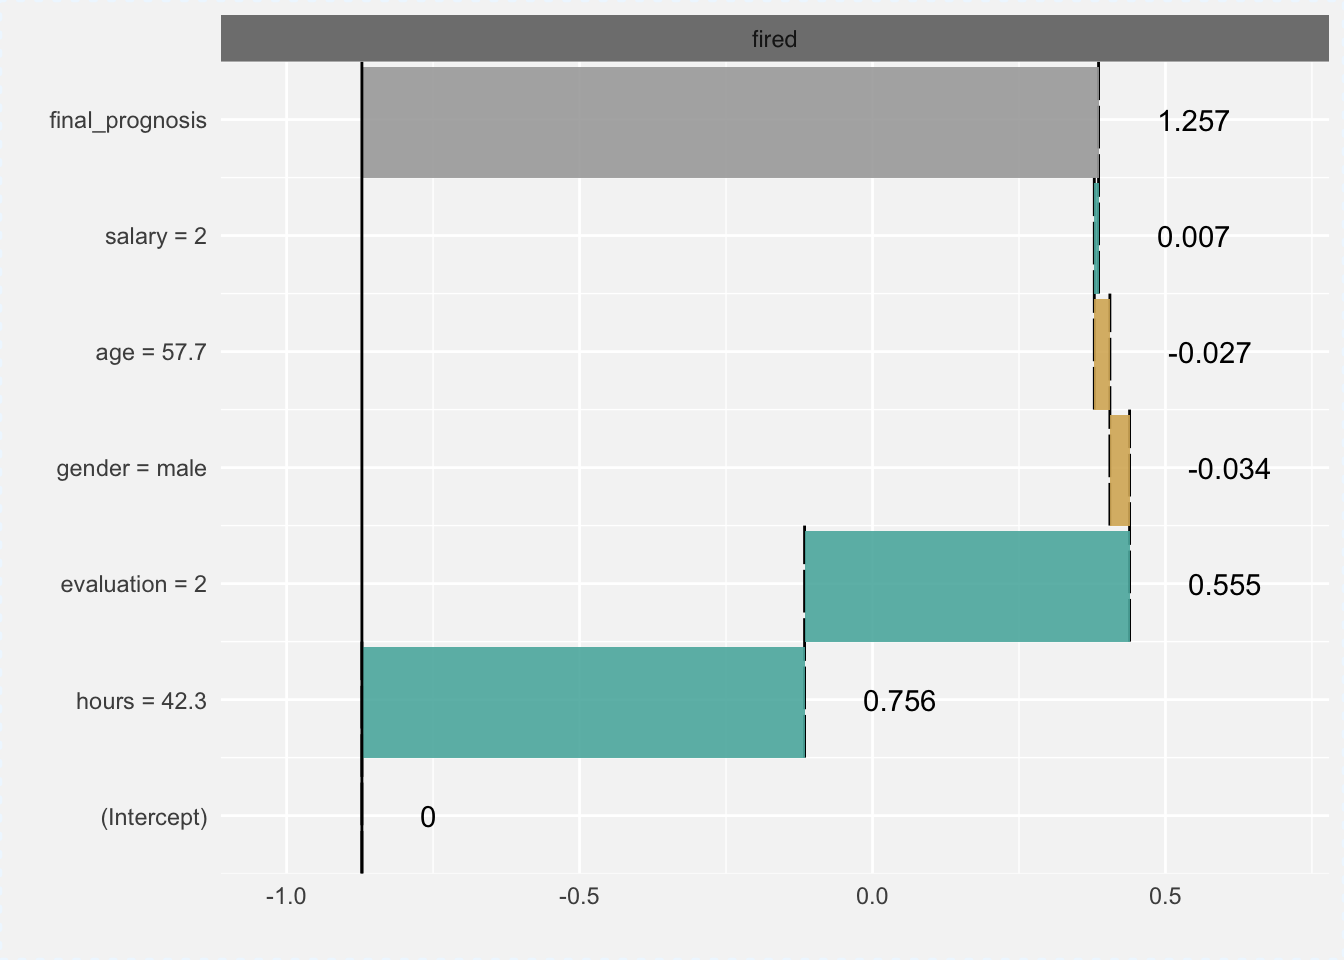 fired
final_prognosis 1.257
salary = 2 0.007
age = 57.7 -0.027
gender = male -0.034
evaluation = 2 0.555
hours = 42.3 0.756
(Intercept) 0
-1.0 -0.5 0.0 0.5